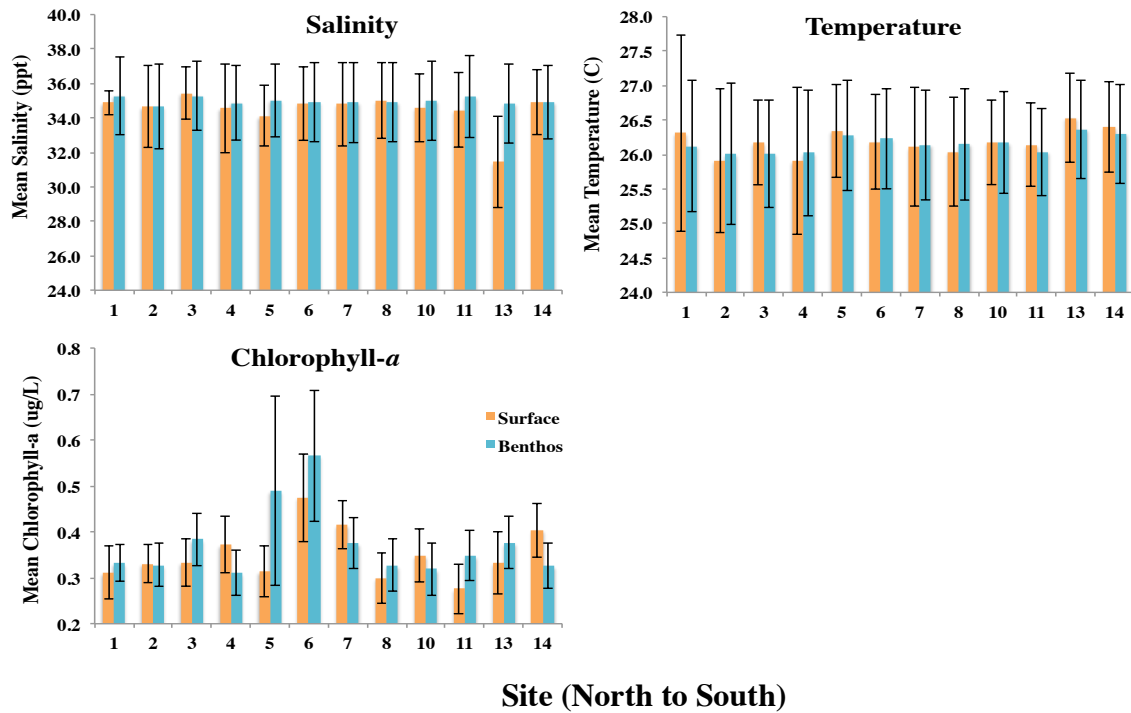 Salinity
Mean Salinity (ppt)
40.0
38.0
36.0
34.0
32.0
30.0
28.0
26.0
24.0
1 2 3 4 5 6 7 8 10 11 13 14
Temperature
Mean Temperature (C)
28.0
27.5
27.0
26.5
26.0
25.5
25.0
24.5
24.0
1 2 3 4 5 6 7 8 10 11 13 14
Chlorophyll-a
Mean Chlorophyll-a (ug/L)
0.8
0.7
0.6
0.5
0.4
0.3
0.2
Surface
Benthos
1 2 3 4 5 6 7 8 10 11 13 14
Site (North to South)